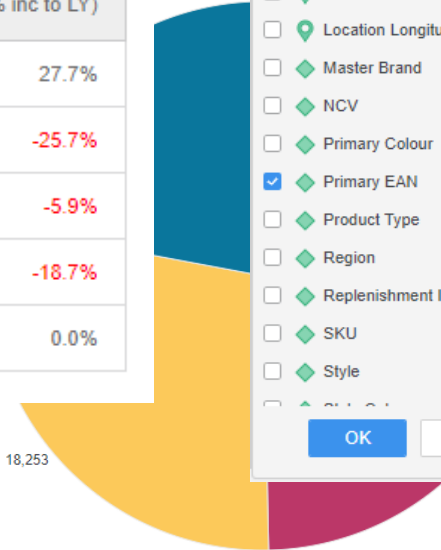 % inc to LY)
27.7%
-25.7%
-5.9%
-18.7%
0.0%
18,253
Location Longitu
Master Brand
NCV
Primary Colour
Primary EAN
Product Type
Region
Replenishment
SKU
Style
OK